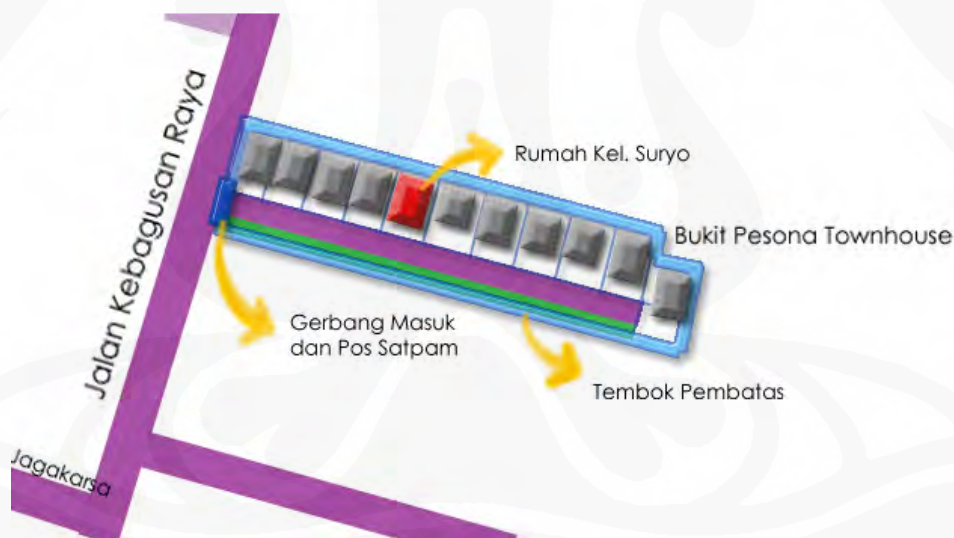 Jalan Kebagusan Raya
Rumah Kel. Suryo
Bukit Pesona Townhouse
Gerbang Masuk
dan Pos Satpam
Tembok Pembatas
Jagakarsa